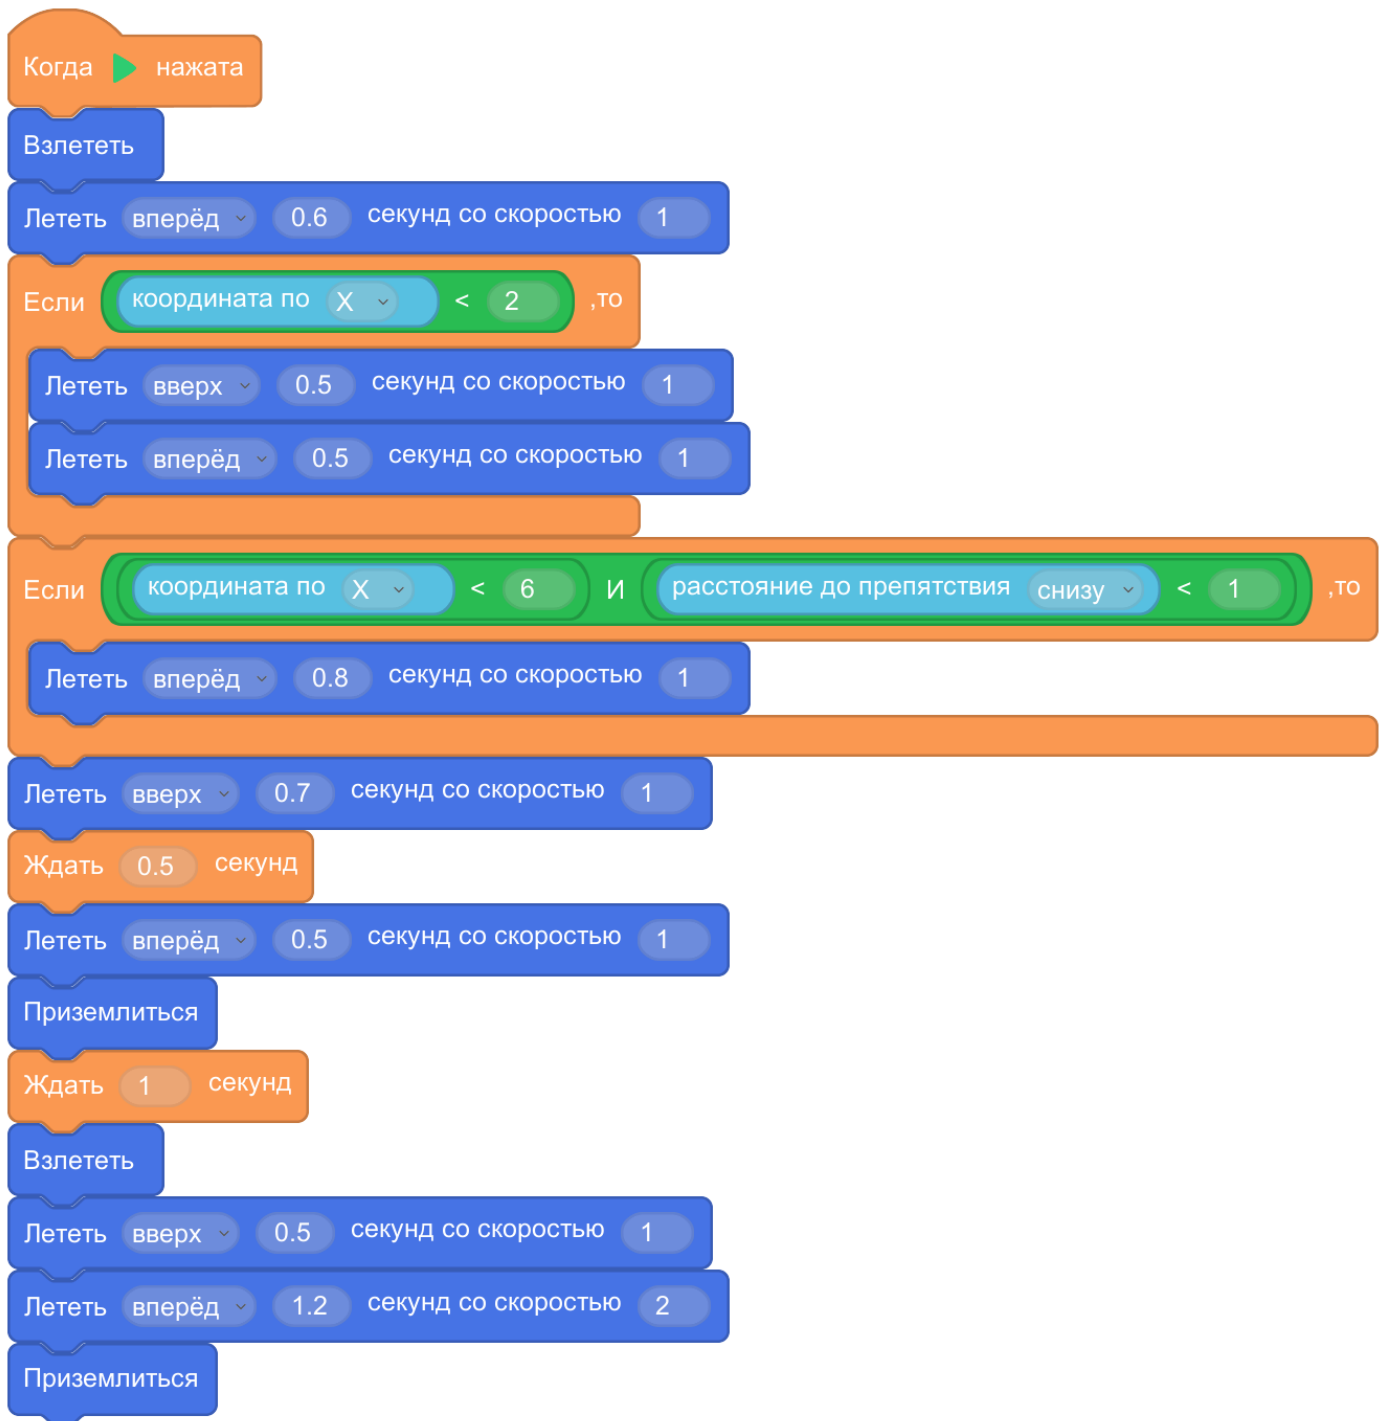 Когда нажата
Взлететь
Лететь вперёд 0.6 секунд со скоростью 1
Если координата по X < 2 ,то
Лететь вверх 0.5 секунд со скоростью 1
Лететь вперёд 0.5 секунд со скоростью 1
Если координата по X < 6 И расстояние до препятствия снизу < 1 ,то
Лететь вперёд 0.8 секунд со скоростью 1
Лететь вверх 0.7 секунд со скоростью 1
Ждать 0.5 секунд
Лететь вперёд 0.5 секунд со скоростью 1
Приземлиться
Ждать 1 секунд
Взлететь
Лететь вверх 0.5 секунд со скоростью 1
Лететь вперёд 1.2 секунд со скоростью 2
Приземлиться